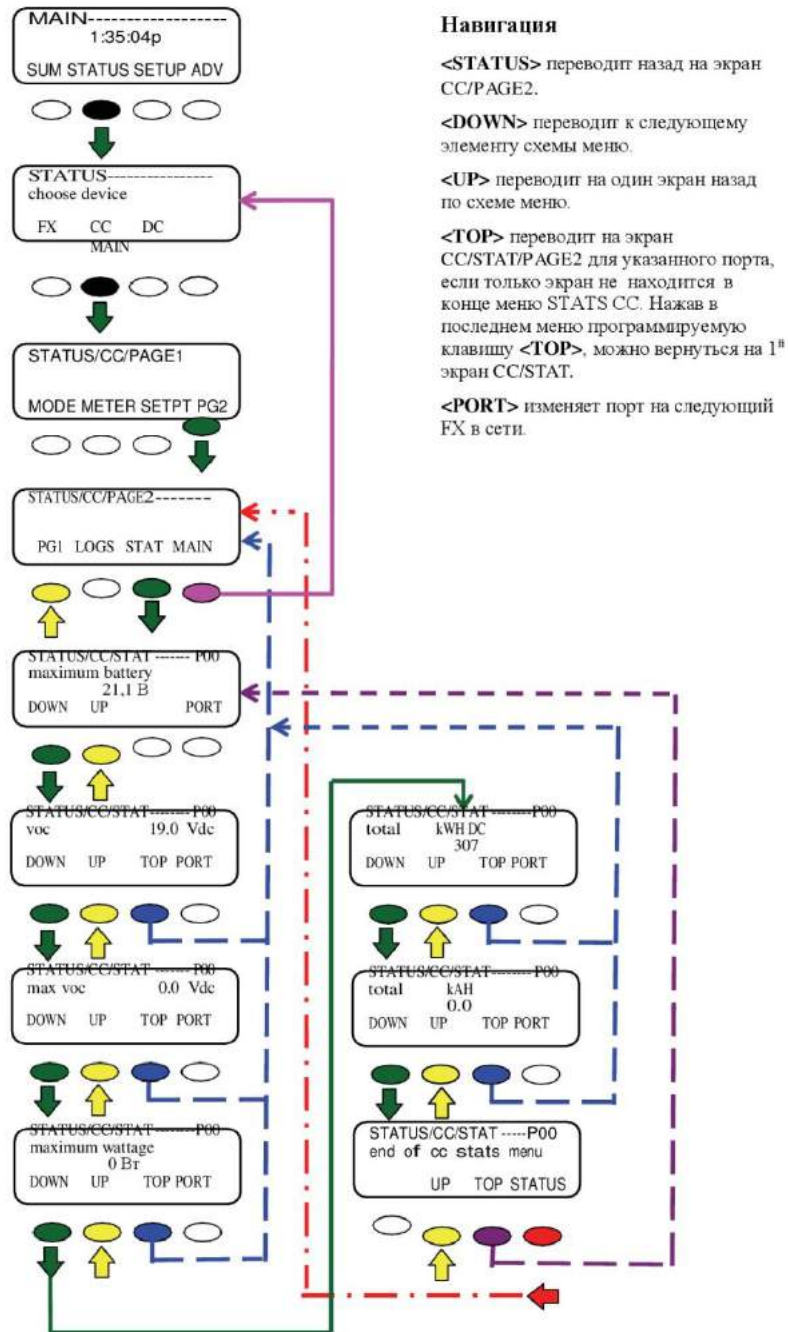 MAIN----------------
1:35:04p
SUM STATUS SETUP ADV
STATUS----------------
choose device
FX CC DC
MAIN
STATUS/CC/PAGE1
MODE METER SETPT PG2
STATUS/CC/PAGE2-------
PG1 LOGS STAT MAIN
STATUS/CC/STAT ------- P00
maximum battery
21,1 В
DOWN UP PORT
STATUS/CC/STAT--------P00
voc 19.0 Vdc
DOWN UP TOP PORT
STATUS/CC/STAT --------P00
max voc 0.0 Vdc
DOWN UP TOP PORT
STATUS/CC/STAT --------P00
maximum wattage
0 Вт
DOWN UP TOP PORT
STATUS/CC/STAT --------P00
total kWH DC
307
DOWN UP TOP PORT
STATUS/CC/STAT--------P00
total kAH
0.0
DOWN UP TOP PORT
STATUS/CC/STAT -----P00
end of cc stats menu
UP TOP STATUS
Навигация
<STATUS> переводит назад на экран
CC/PAGE2.
<DOWN> переводит к следующему
элементу схемы меню.
<UP> переводит на один экран назад
по схеме меню.
<TOP> переводит на экран
CC/STAT/PAGE2 для указанного порта,
если только экран не находится в
конце меню STATS CC. Нажав в
последнем меню программируемую
клавишу <TOP>, можно вернуться на 1й
экран CC/STAT.
<PORT> изменяет порт на следующий
FX в сети.